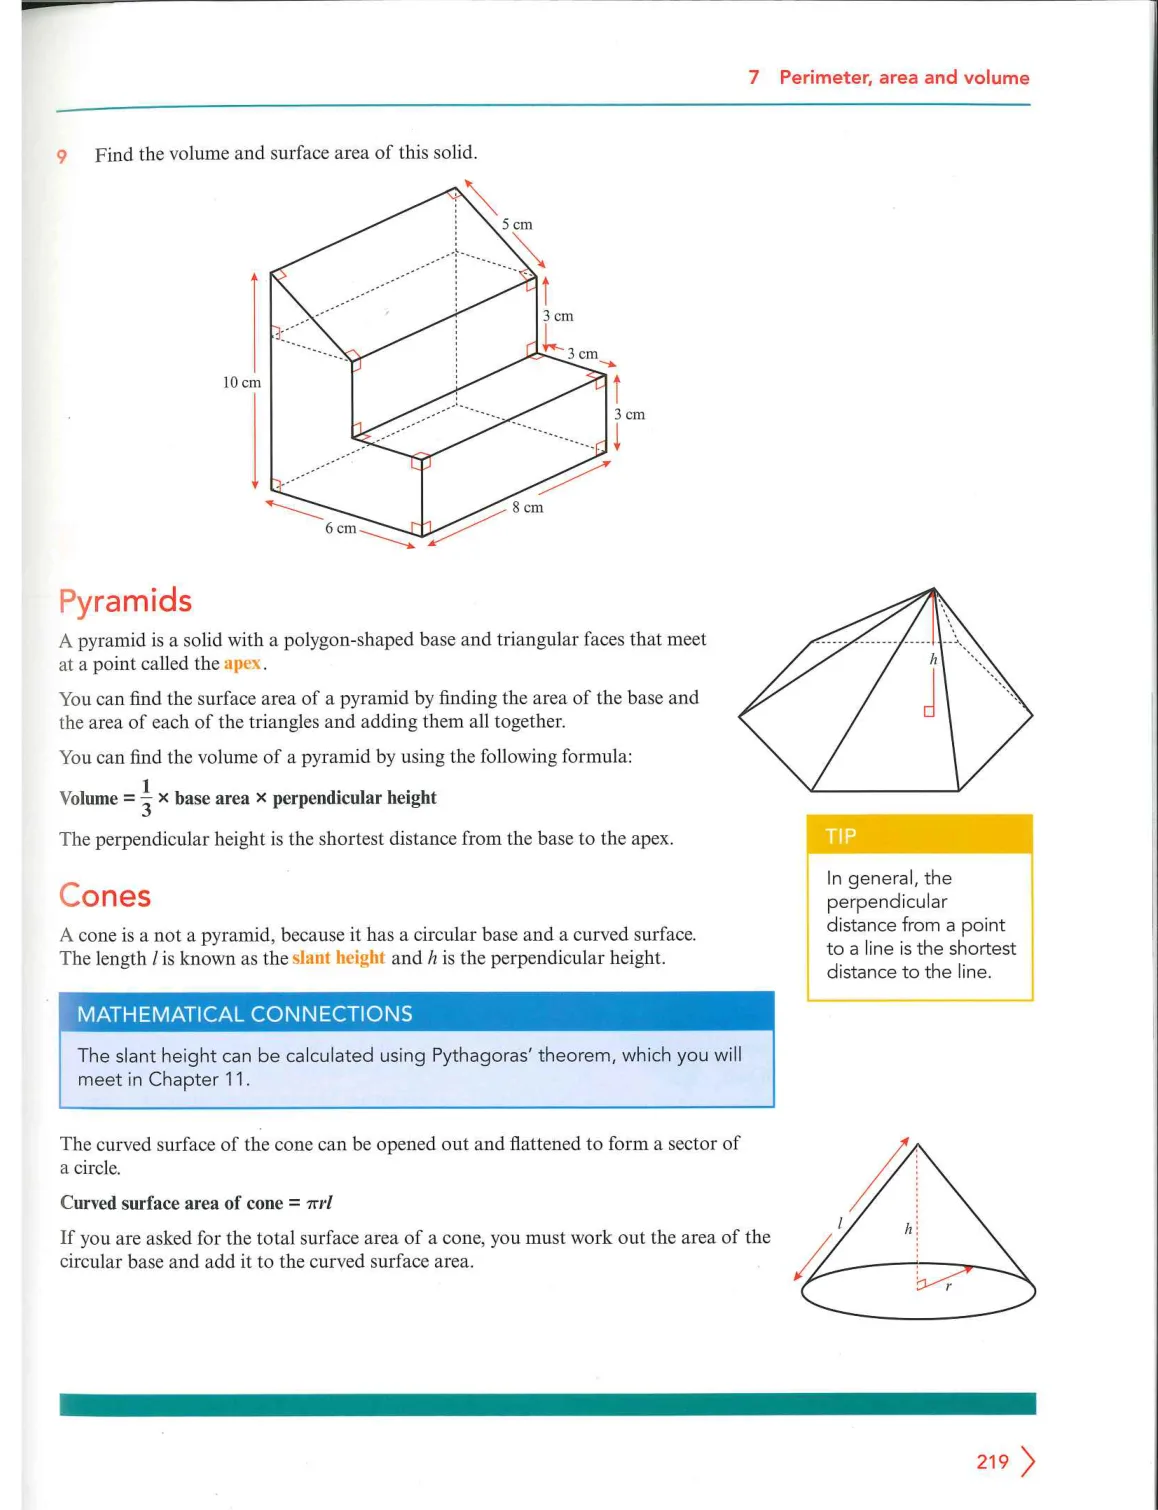 7 Perimeter, area and volume
9 Find the volume and surface area of this solid.
5 cm
3 cm
3 cm
10 cm
3 cm
8 cm
6 cm
Pyramids
A pyramid is a solid with a polygon-shaped base and triangular faces that meet
at a point called the apex.
You can find the surface area of a pyramid by finding the area of the base and
the area of each of the triangles and adding them all together.
You can find the volume of a pyramid by using the following formula:
Volume = 1/3 × base area × perpendicular height
The perpendicular height is the shortest distance from the base to the apex.
h
TIP
In general, the
perpendicular
distance from a point
to a line is the shortest
distance to the line.
Cones
A cone is a not a pyramid, because it has a circular base and a curved surface.
The length l is known as the slant height and h is the perpendicular height.
MATHEMATICAL CONNECTIONS
The slant height can be calculated using Pythagoras' theorem, which you will
meet in Chapter 11.
The curved surface of the cone can be opened out and flattened to form a sector of
a circle.
Curved surface area of cone = πrl
If you are asked for the total surface area of a cone, you must work out the area of the
circular base and add it to the curved surface area.
l
h
r
219